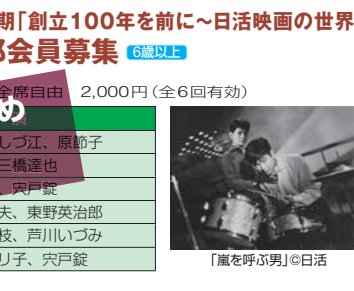 期「創立100年を前に～日活映画の世界
会員募集 6歳以上
全席自由 2,000円(全6回有効)
め
しづ江、原節子
三橋達也
、宍戸錠
夫、東野英治郎
枝、芦川いづみ
リ子、宍戸錠
「嵐を呼ぶ男」©日活